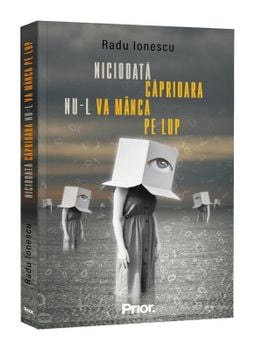 Radu Ionescu
NICIODATĂ
CĂPRIOARA
NU-L VA MÂNCA
PE LUP
Prior
NICIODATĂ CĂPRIOARA NU-L VA MÂNCA PE LUP
Radu Ionescu
Prior